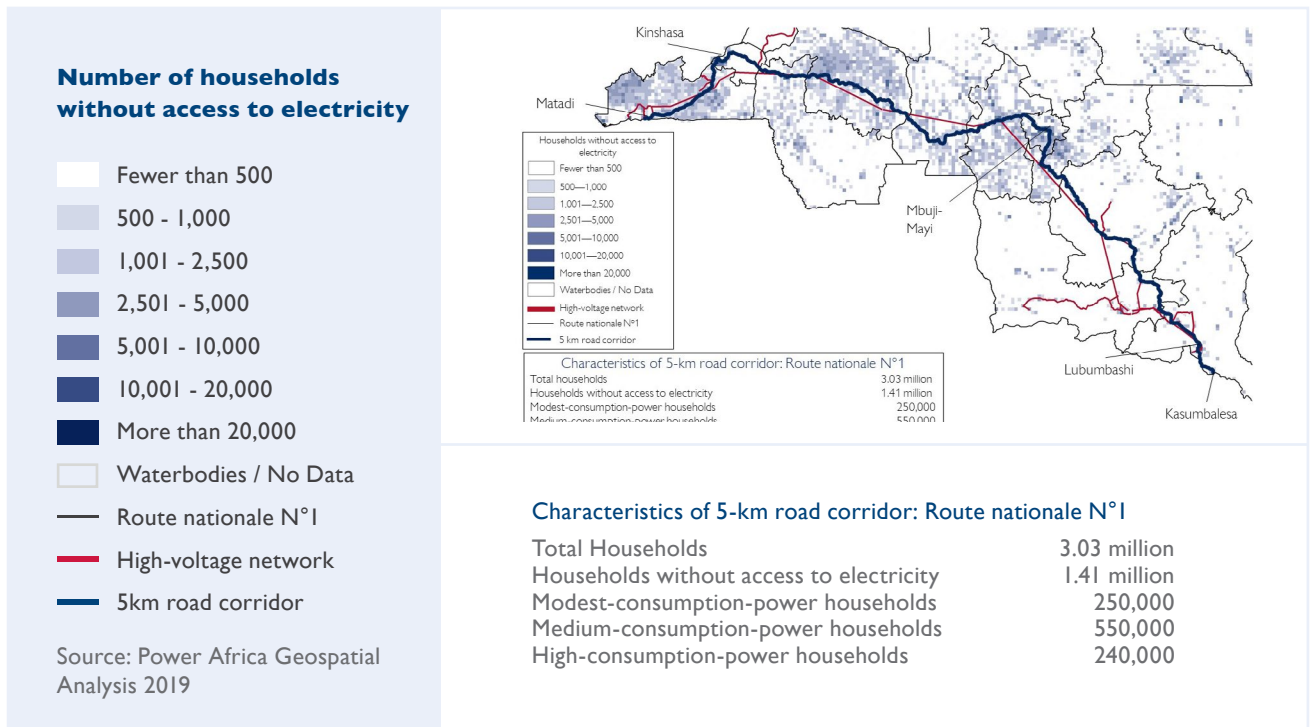 Number of households
without access to electricity
Fewer than 500
500 - 1,000
1,001 - 2,500
2,501 - 5,000
5,001 - 10,000
10,001 - 20,000
More than 20,000
Waterbodies / No Data
Route nationale N°1
High-voltage network
5km road corridor
Source: Power Africa Geospatial
Analysis 2019
Kinshasa
Matadi
Mbuji-
Mayi
Lubumbashi
Kasumbalesa
Households without access to
electricity
Fewer than 500
500—1,000
1,001—2,500
2,501—5,000
5,001—10,000
10,001—20,000
More than 20,000
Waterbodies / No Data
High-voltage network
Route nationale N°1
5 km road corridor
Characteristics of 5-km road corridor: Route nationale N°1
Total households 3.03 million
Households without access to electricity 1.41 million
Modest-consumption-power households 250,000
Medium-consumption-power households 550,000
Characteristics of 5-km road corridor: Route nationale N°1
Total Households 3.03 million
Households without access to electricity 1.41 million
Modest-consumption-power households 250,000
Medium-consumption-power households 550,000
High-consumption-power households 240,000